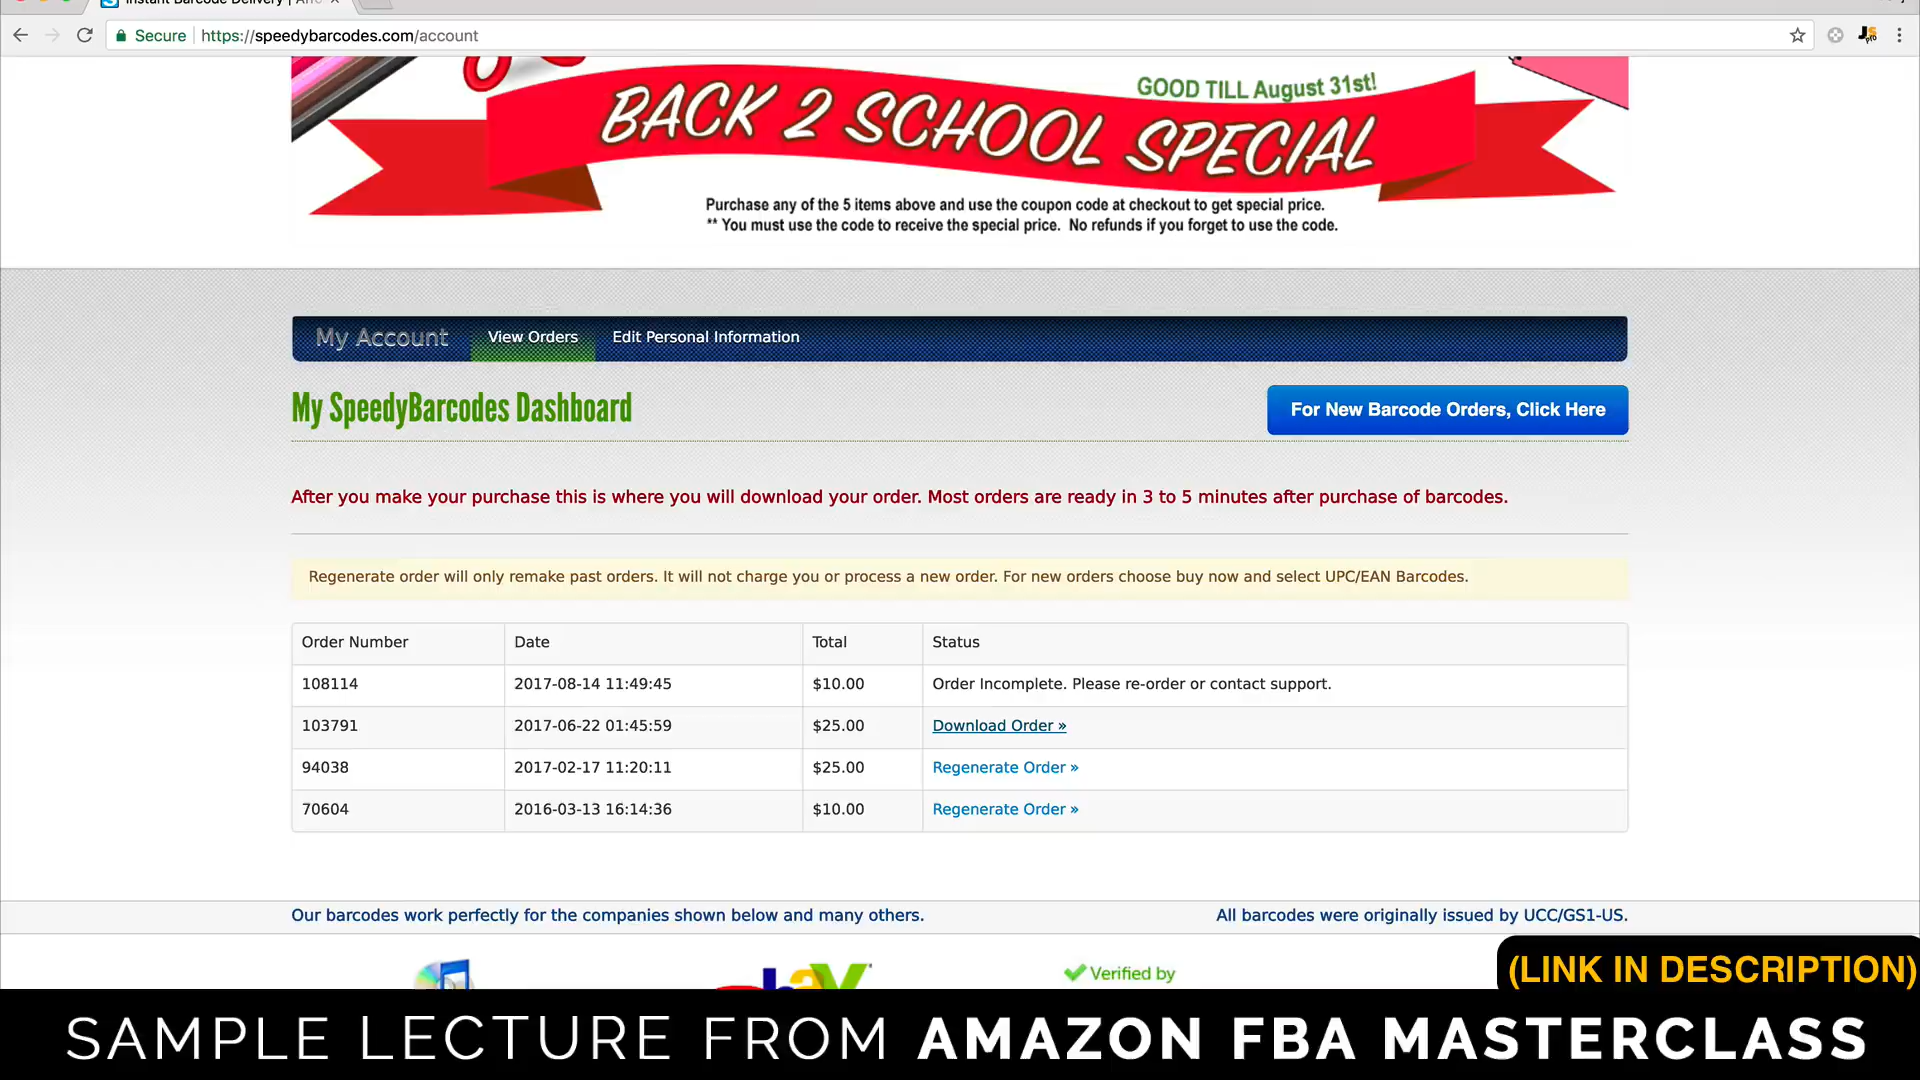 Instant Barcode Delivery |
Secure https://speedybarcodes.com/account
GOOD TILL August 31st!
BACK 2 SCHOOL SPECIAL
Purchase any of the 5 items above and use the coupon code at checkout to get special price.
** You must use the code to receive the special price. No refunds if you forget to use the code.
My Account View Orders Edit Personal Information
My SpeedyBarcodes Dashboard
For New Barcode Orders, Click Here
After you make your purchase this is where you will download your order. Most orders are ready in 3 to 5 minutes after purchase of barcodes.
Regenerate order will only remake past orders. It will not charge you or process a new order. For new orders choose buy now and select UPC/EAN Barcodes.
Order Number Date Total Status
108114 2017-08-14 11:49:45 $10.00 Order Incomplete. Please re-order or contact support.
103791 2017-06-22 01:45:59 $25.00 Download Order »
94038 2017-02-17 11:20:11 $25.00 Regenerate Order »
70604 2016-03-13 16:14:36 $10.00 Regenerate Order »
Our barcodes work perfectly for the companies shown below and many others. All barcodes were originally issued by UCC/GS1-US.
ebay Verified by
(LINK IN DESCRIPTION)
SAMPLE LECTURE FROM AMAZON FBA MASTERCLASS